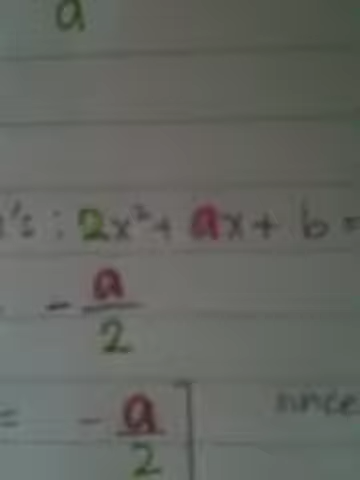 a
: 2x² + ax + b =
- a/2
= - a/2
since